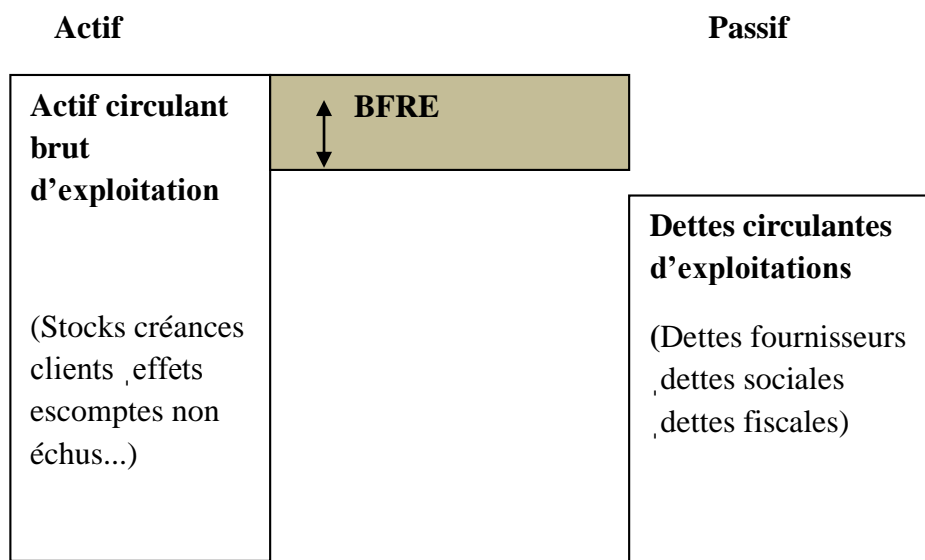 Actif
Passif
Actif circulant
brut
d’exploitation
(Stocks créances
clients ,effets
escomptes non
échus...)
BFRE
Dettes circulantes
d’exploitations
(Dettes fournisseurs
,dettes sociales
,dettes fiscales)